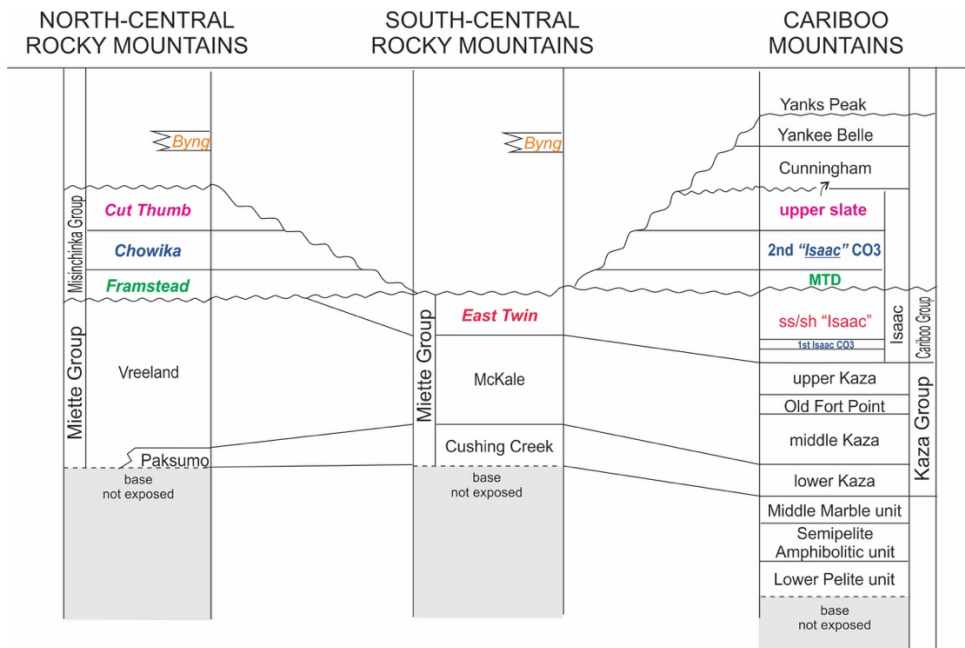 NORTH-CENTRAL
ROCKY MOUNTAINS
SOUTH-CENTRAL
ROCKY MOUNTAINS
CARIBOO
MOUNTAINS
Misinchinka Group
Miette Group
Byng
Cut Thumb
Chowika
Framstead
Vreeland
Paksumo
base
not exposed
Miette Group
Byng
East Twin
McKale
Cushing Creek
base
not exposed
Yanks Peak
Yankee Belle
Cunningham
upper slate
2nd "Isaac" CO3
MTD
ss/sh "Isaac"
1st Isaac CO3
upper Kaza
Old Fort Point
middle Kaza
lower Kaza
Middle Marble unit
Semipelite
Amphibolitic unit
Lower Pelite unit
base
not exposed
Isaac
Cariboo Group
Kaza Group